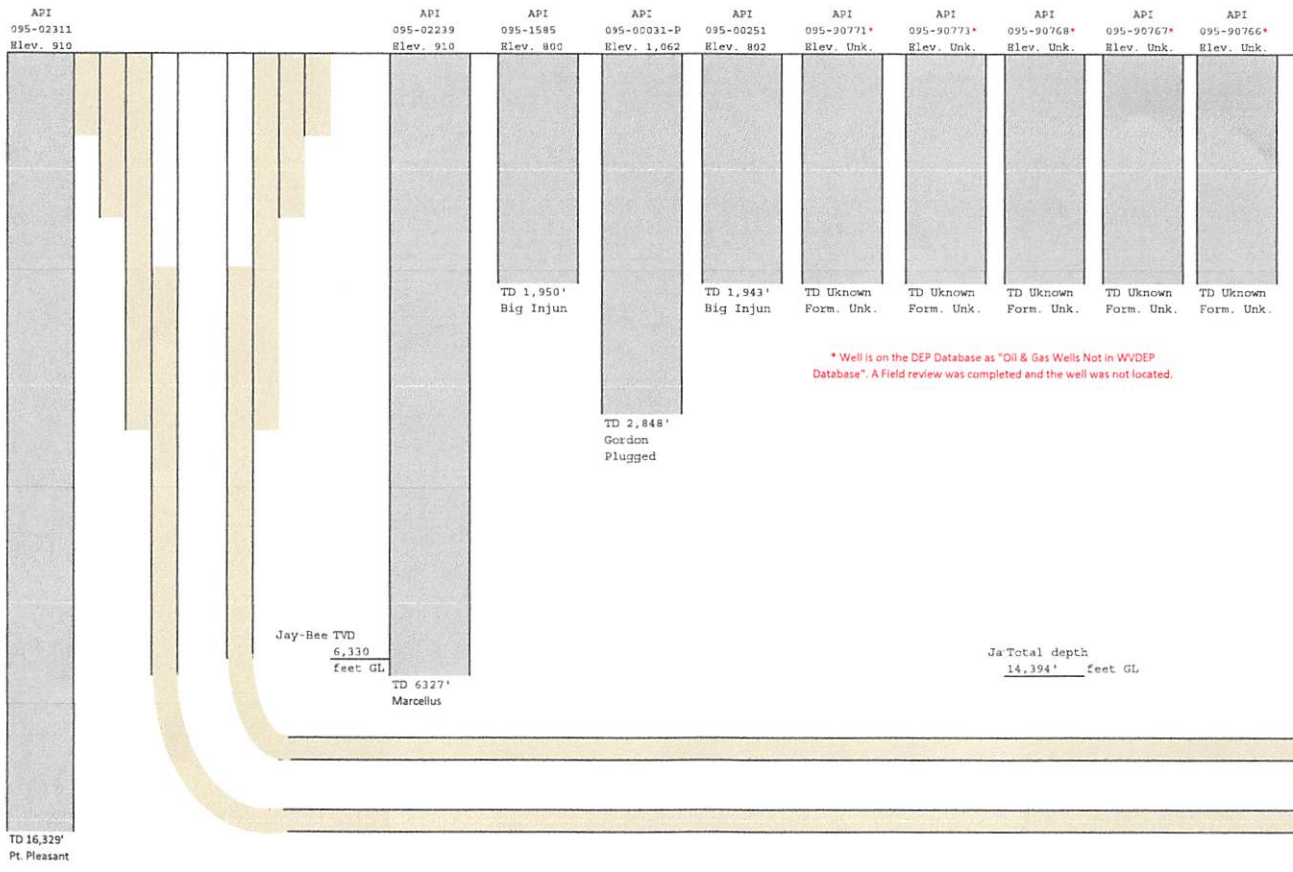 API API API API API API API API API API
095-02311 095-02239 095-1585 095-00031-P 095-00251 095-90771* 095-90773* 095-90768* 095-90767* 095-90766*
Elev. 910 Elev. 910 Elev. 800 Elev. 1,062 Elev. 802 Elev. Unk. Elev. Unk. Elev. Unk. Elev. Unk. Elev. Unk.
TD 1,950' TD 1,943' TD Uknown TD Uknown TD Uknown TD Uknown TD Uknown
Big Injun Big Injun Form. Unk. Form. Unk. Form. Unk. Form. Unk. Form. Unk.
* Well is on the DEP Database as "Oil & Gas Wells Not in WVDEP
Database". A Field review was completed and the well was not located.
TD 2,848'
Gordon
Plugged
Jay-Bee TVD
6,330
feet GL
Ja Total depth
14,394' feet GL
TD 6327'
Marcellus
TD 16,329'
Pt. Pleasant